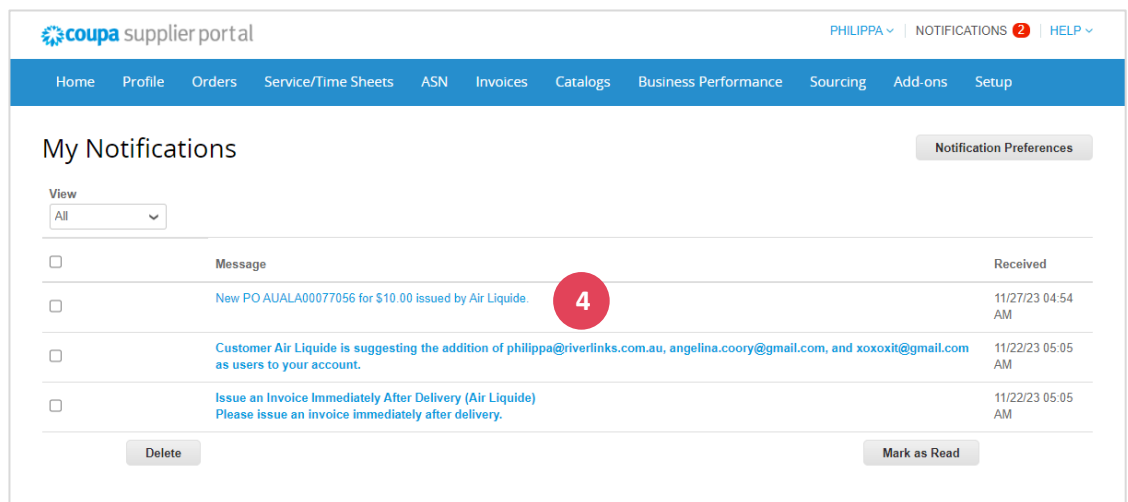 coupa supplier portal
PHILIPPA NOTIFICATIONS 2 HELP
Home Profile Orders Service/Time Sheets ASN Invoices Catalogs Business Performance Sourcing Add-ons Setup
My Notifications
Notification Preferences
View
All
Message Received
New PO AUALA00077056 for $10.00 issued by Air Liquide. 4 11/27/23 04:54
AM
Customer Air Liquide is suggesting the addition of philippa@riverlinks.com.au, angelina.coory@gmail.com, and xoxoxit@gmail.com 11/22/23 05:05
as users to your account. AM
Issue an Invoice Immediately After Delivery (Air Liquide) 11/22/23 05:05
Please issue an invoice immediately after delivery. AM
Delete Mark as Read